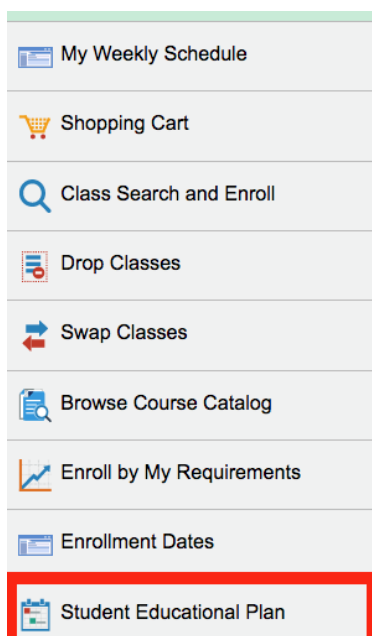 My Weekly Schedule
Shopping Cart
Class Search and Enroll
Drop Classes
Swap Classes
Browse Course Catalog
Enroll by My Requirements
Enrollment Dates
Student Educational Plan